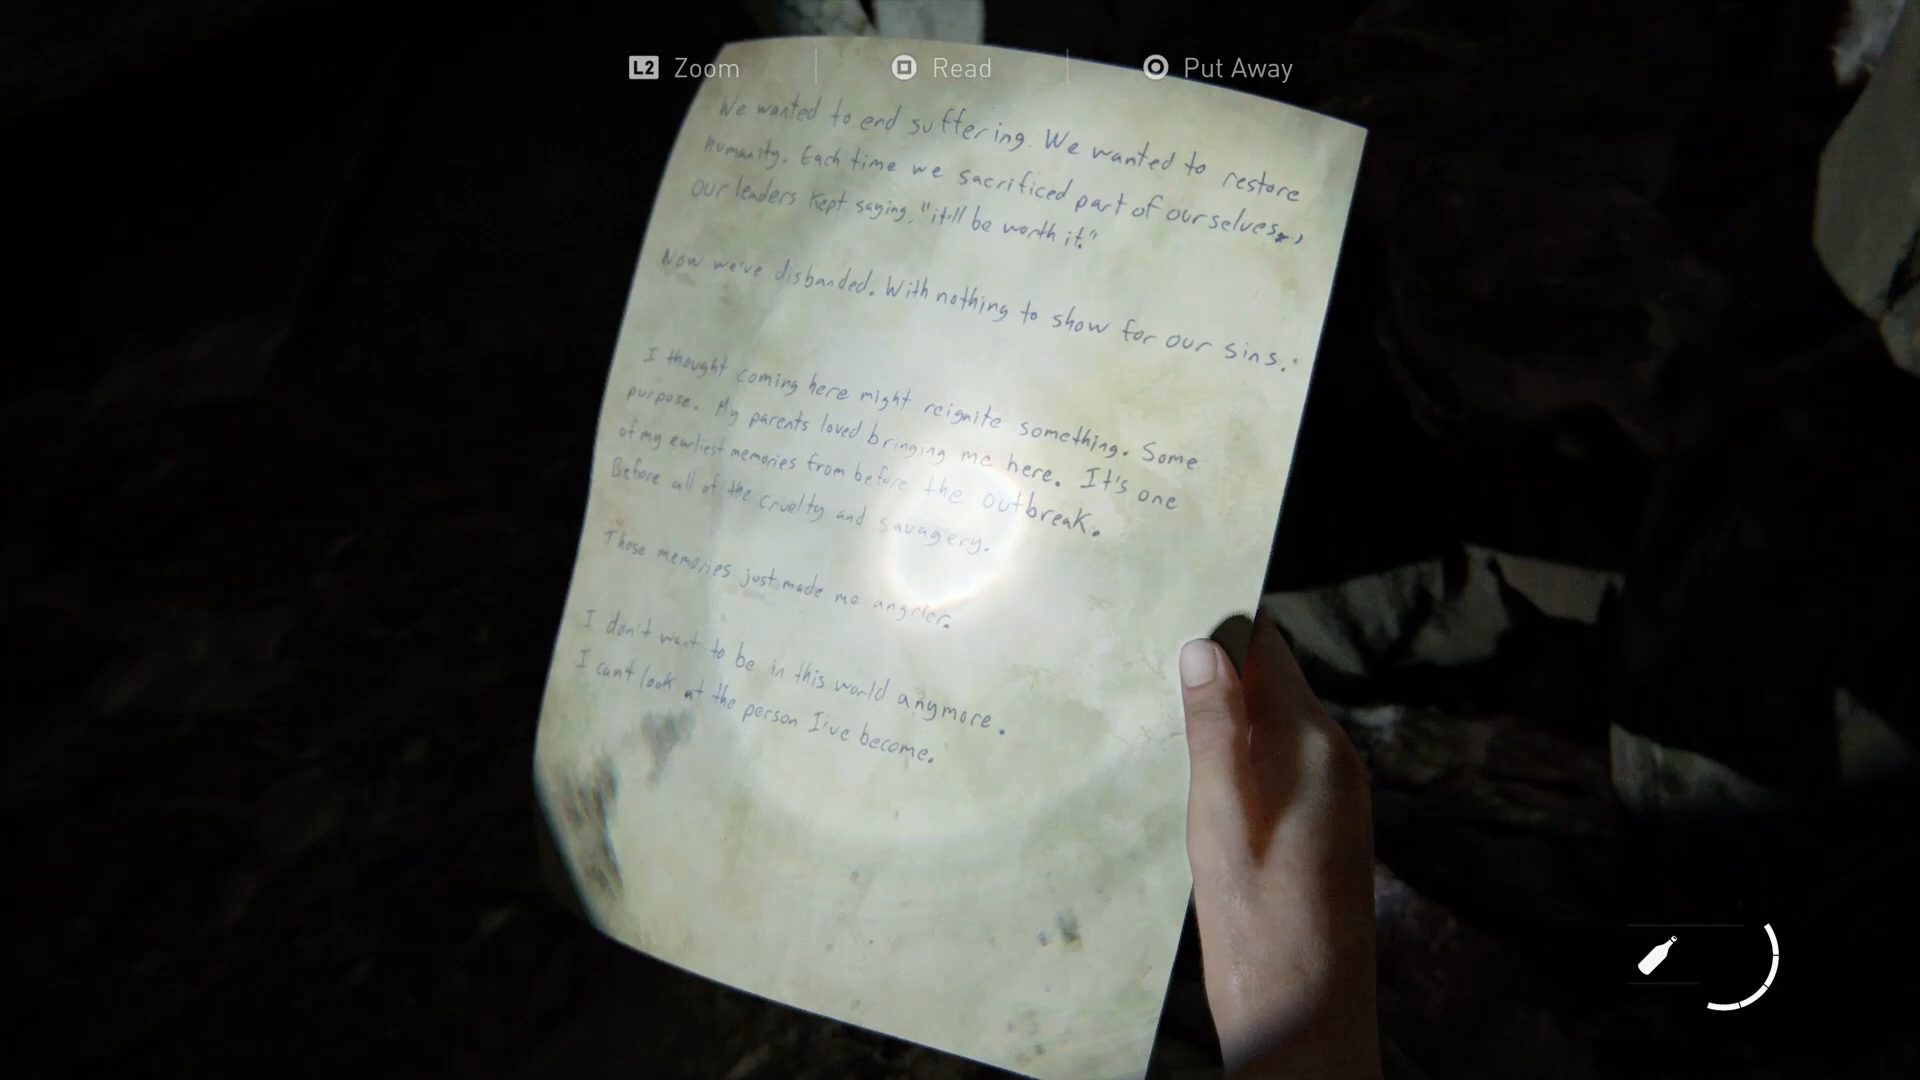 L2 Zoom Read Put Away
We wanted to end suffering. We wanted to restore
humanity. Each time we sacrificed part of ourselves,
our leaders kept saying, "it'll be worth it."
Now we've disbanded. With nothing to show for our sins.
I thought coming here might reignite something. Some
purpose. My parents loved bringing me here. It's one
of my earliest memories from before the outbreak.
Before all of the cruelty and savagery.
Those memories just made me angrier.
I don't want to be in this world anymore.
I can't look at the person I've become.